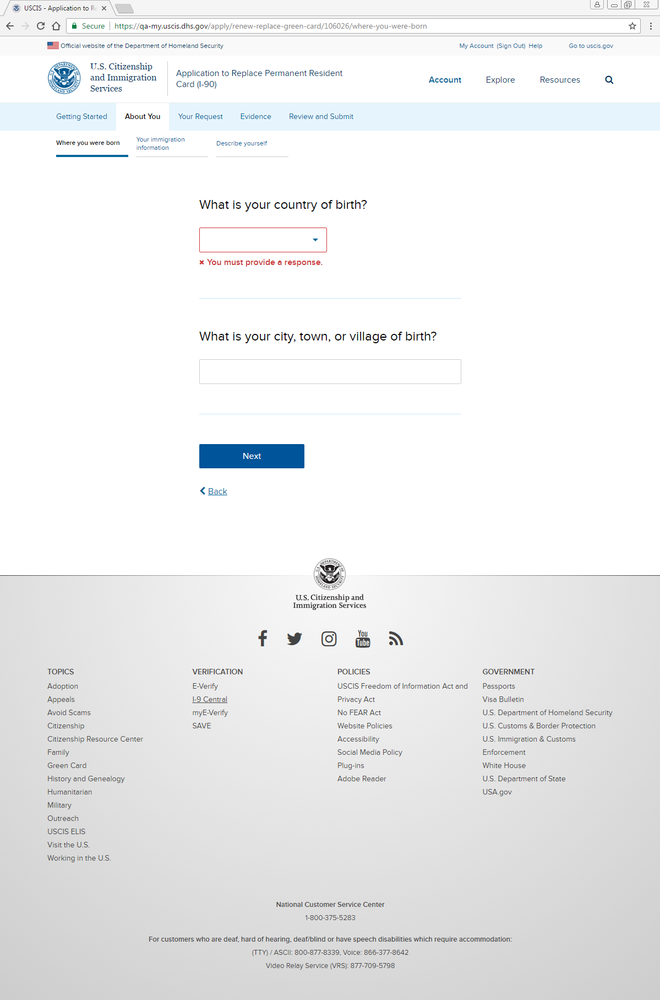 USCIS - Application to Re
Secure
https://qa-my.uscis.dhs.gov/apply/renew-replace-green-card/106026/where-you-were-born
Official website of the Department of Homeland Security
My Account (Sign Out) Help Go to uscis.gov
U.S. Citizenship
and Immigration
Services
Application to Replace Permanent Resident
Card (I-90)
Account Explore Resources
Getting Started About You Your Request Evidence Review and Submit
Where you were born
Your immigration
information
Describe yourself
What is your country of birth?
You must provide a response.
What is your city, town, or village of birth?
Next
Back
U.S. DEPARTMENT OF HOMELAND SECURITY
U.S. Citizenship and
Immigration Services
You
Tube
TOPICS
Adoption
Appeals
Avoid Scams
Citizenship
Citizenship Resource Center
Family
Green Card
History and Genealogy
Humanitarian
Military
Outreach
USCIS ELIS
Visit the U.S.
Working in the U.S.
VERIFICATION
E-Verify
I-9 Central
myE-Verify
SAVE
POLICIES
USCIS Freedom of Information Act and
Privacy Act
No FEAR Act
Website Policies
Accessibility
Social Media Policy
Plug-ins
Adobe Reader
GOVERNMENT
Passports
Visa Bulletin
U.S. Department of Homeland Security
U.S. Customs & Border Protection
U.S. Immigration & Customs
Enforcement
White House
U.S. Department of State
USA.gov
National Customer Service Center
1-800-375-5283
For customers who are deaf, hard of hearing, deaf/blind or have speech disabilities which require accommodation:
(TTY) / ASCII: 800-877-8339, Voice: 866-377-8642
Video Relay Service (VRS): 877-709-5798